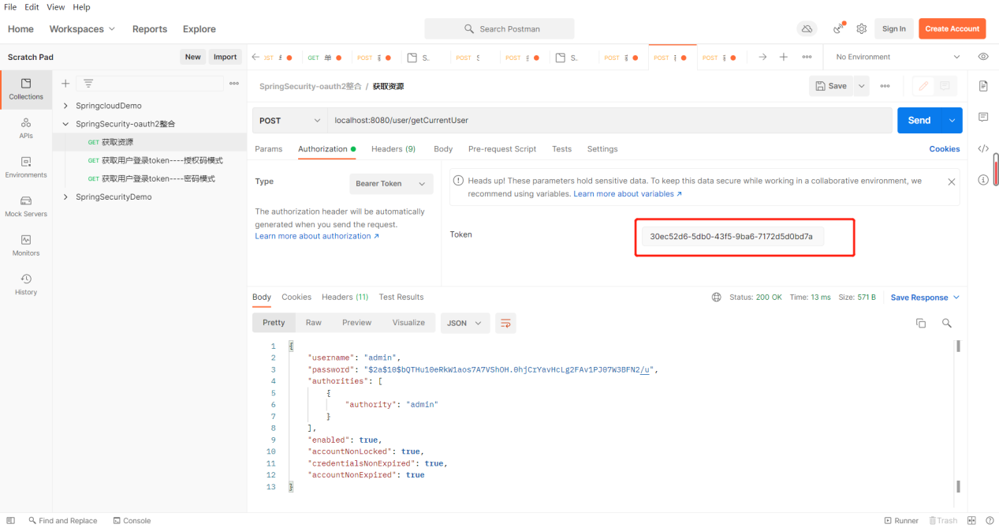 File Edit View Help
Home Workspaces Reports Explore Search Postman Sign In Create Account
Scratch Pad New Import GET POST POST POST POST POST POST No Environment
Collections
SpringcloudDemo
SpringSecurity-oauth2整合 / 获取资源 Save
SpringSecurity-oauth2整合
POST localhost:8080/user/getCurrentUser Send
APIs
GET 获取资源
Params Authorization Headers (9) Body Pre-request Script Tests Settings Cookies
GET 获取用户登录token----授权码模式
Environments
GET 获取用户登录token----密码模式
Type Bearer Token
Heads up! These parameters hold sensitive data. To keep this data secure while working in a collaborative environment, we
recommend using variables. Learn more about variables ↗
SpringSecurityDemo
Mock Servers
The authorization header will be automatically
generated when you send the request.
Learn more about authorization ↗
Token 30ec52d6-5db0-43f5-9ba6-7172d5d0bd7a
Monitors
History
Body Cookies Headers (11) Test Results Status: 200 OK Time: 13 ms Size: 571 B Save Response
Pretty Raw Preview Visualize JSON
1 {
2 "username": "admin",
3 "password": "$2a$10$bQTHu10eRkW1aos7A7VShOH.0hjCrYavHcLg2FAv1PJ07W3BFN2/u",
4 "authorities": [
5 {
6 "authority": "admin"
7 }
8 ],
9 "enabled": true,
10 "accountNonLocked": true,
11 "credentialsNonExpired": true,
12 "accountNonExpired": true
13 }
Find and Replace Console Runner Trash